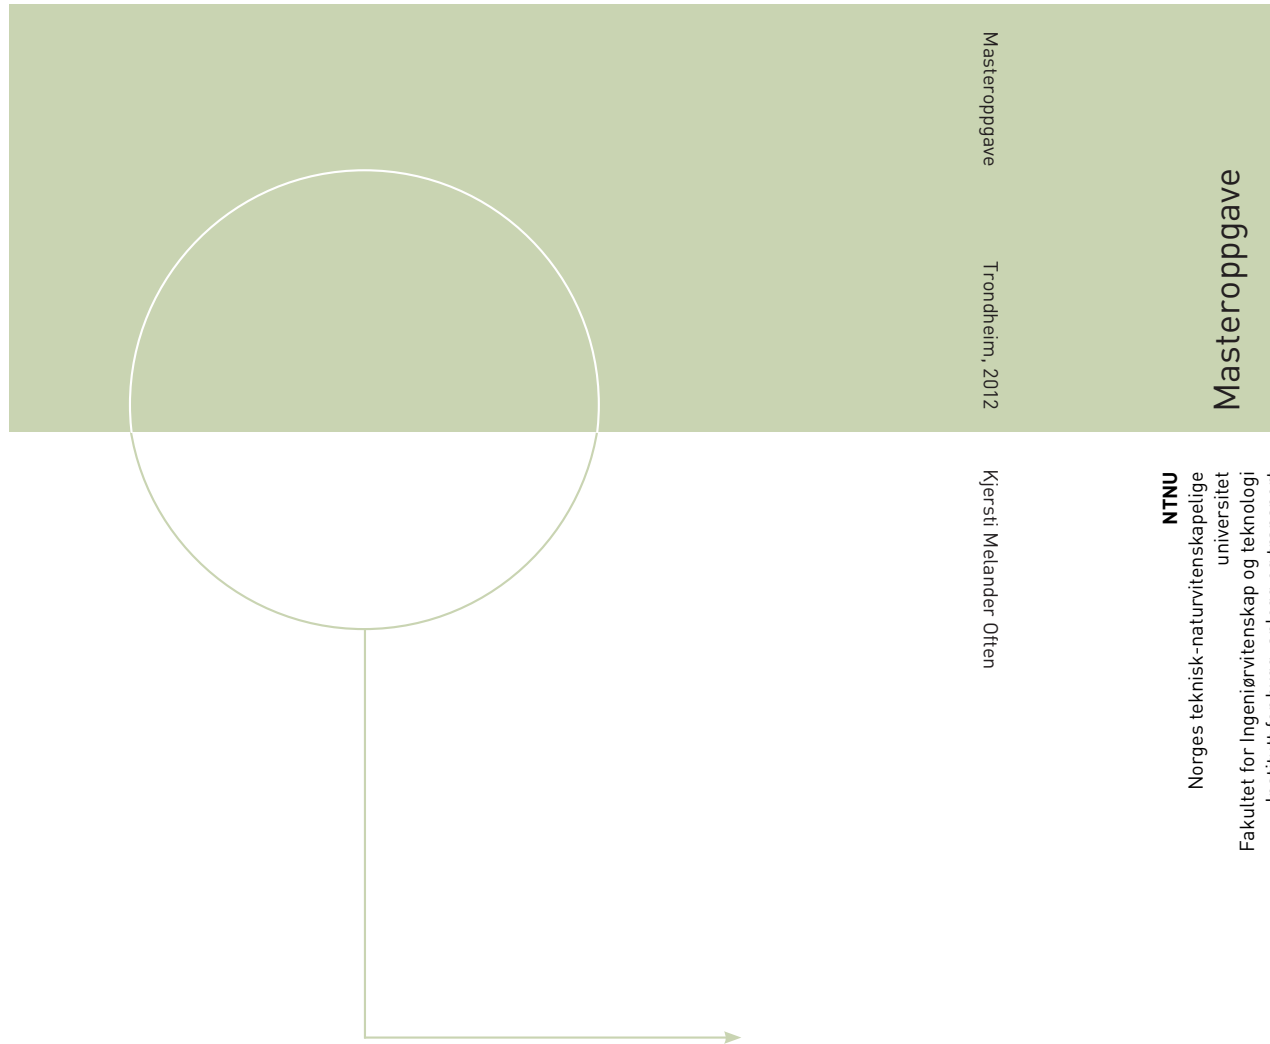 Masteroppgave
Trondheim, 2012
Kjersti Melander Often
Masteroppgave
NTNU
Norges teknisk-naturvitenskapelige
universitet
Fakultet for Ingeniørvitenskap og teknologi